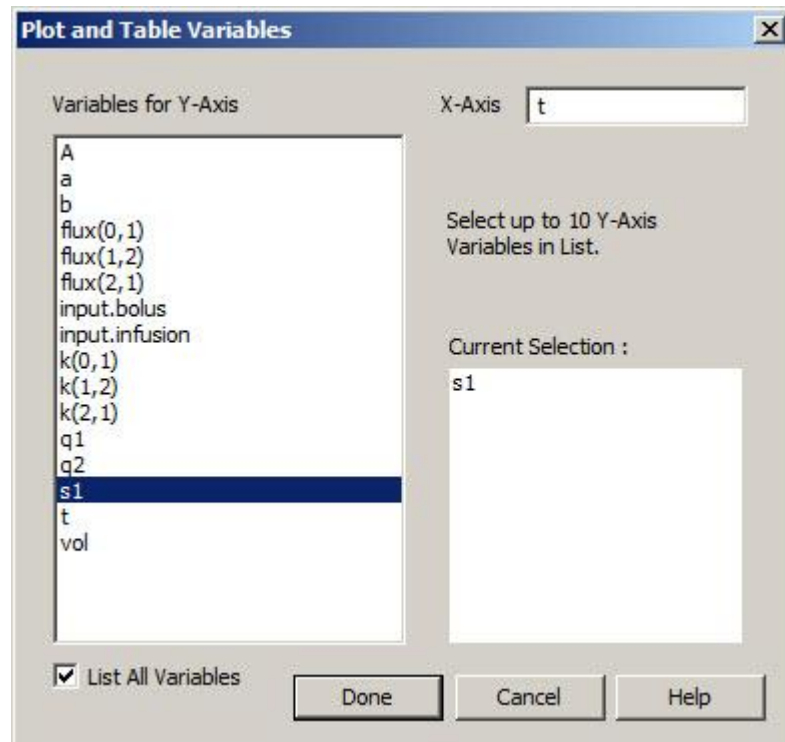 Plot and Table Variables
Variables for Y-Axis
X-Axis
t
A
a
b
flux(0,1)
flux(1,2)
flux(2,1)
input.bolus
input.infusion
k(0,1)
k(1,2)
k(2,1)
q1
q2
s1
t
vol
Select up to 10 Y-Axis
Variables in List.
Current Selection :
s1
List All Variables
Done
Cancel
Help